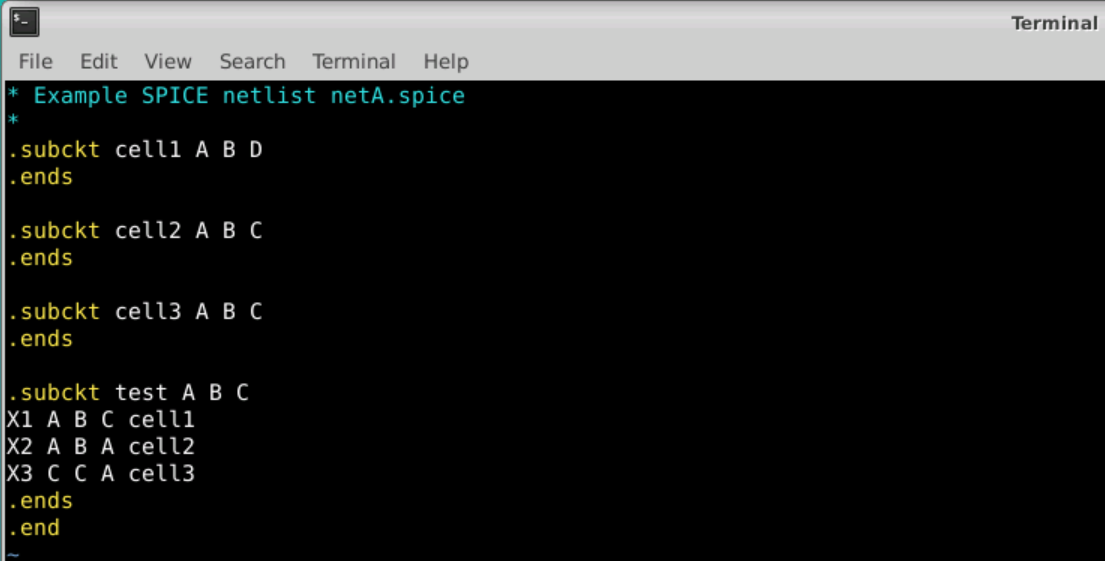 Terminal
File Edit View Search Terminal Help
* Example SPICE netlist netA.spice
*
.subckt cell1 A B D
.ends
.subckt cell2 A B C
.ends
.subckt cell3 A B C
.ends
.subckt test A B C
X1 A B C cell1
X2 A B A cell2
X3 C C A cell3
.ends
.end
~